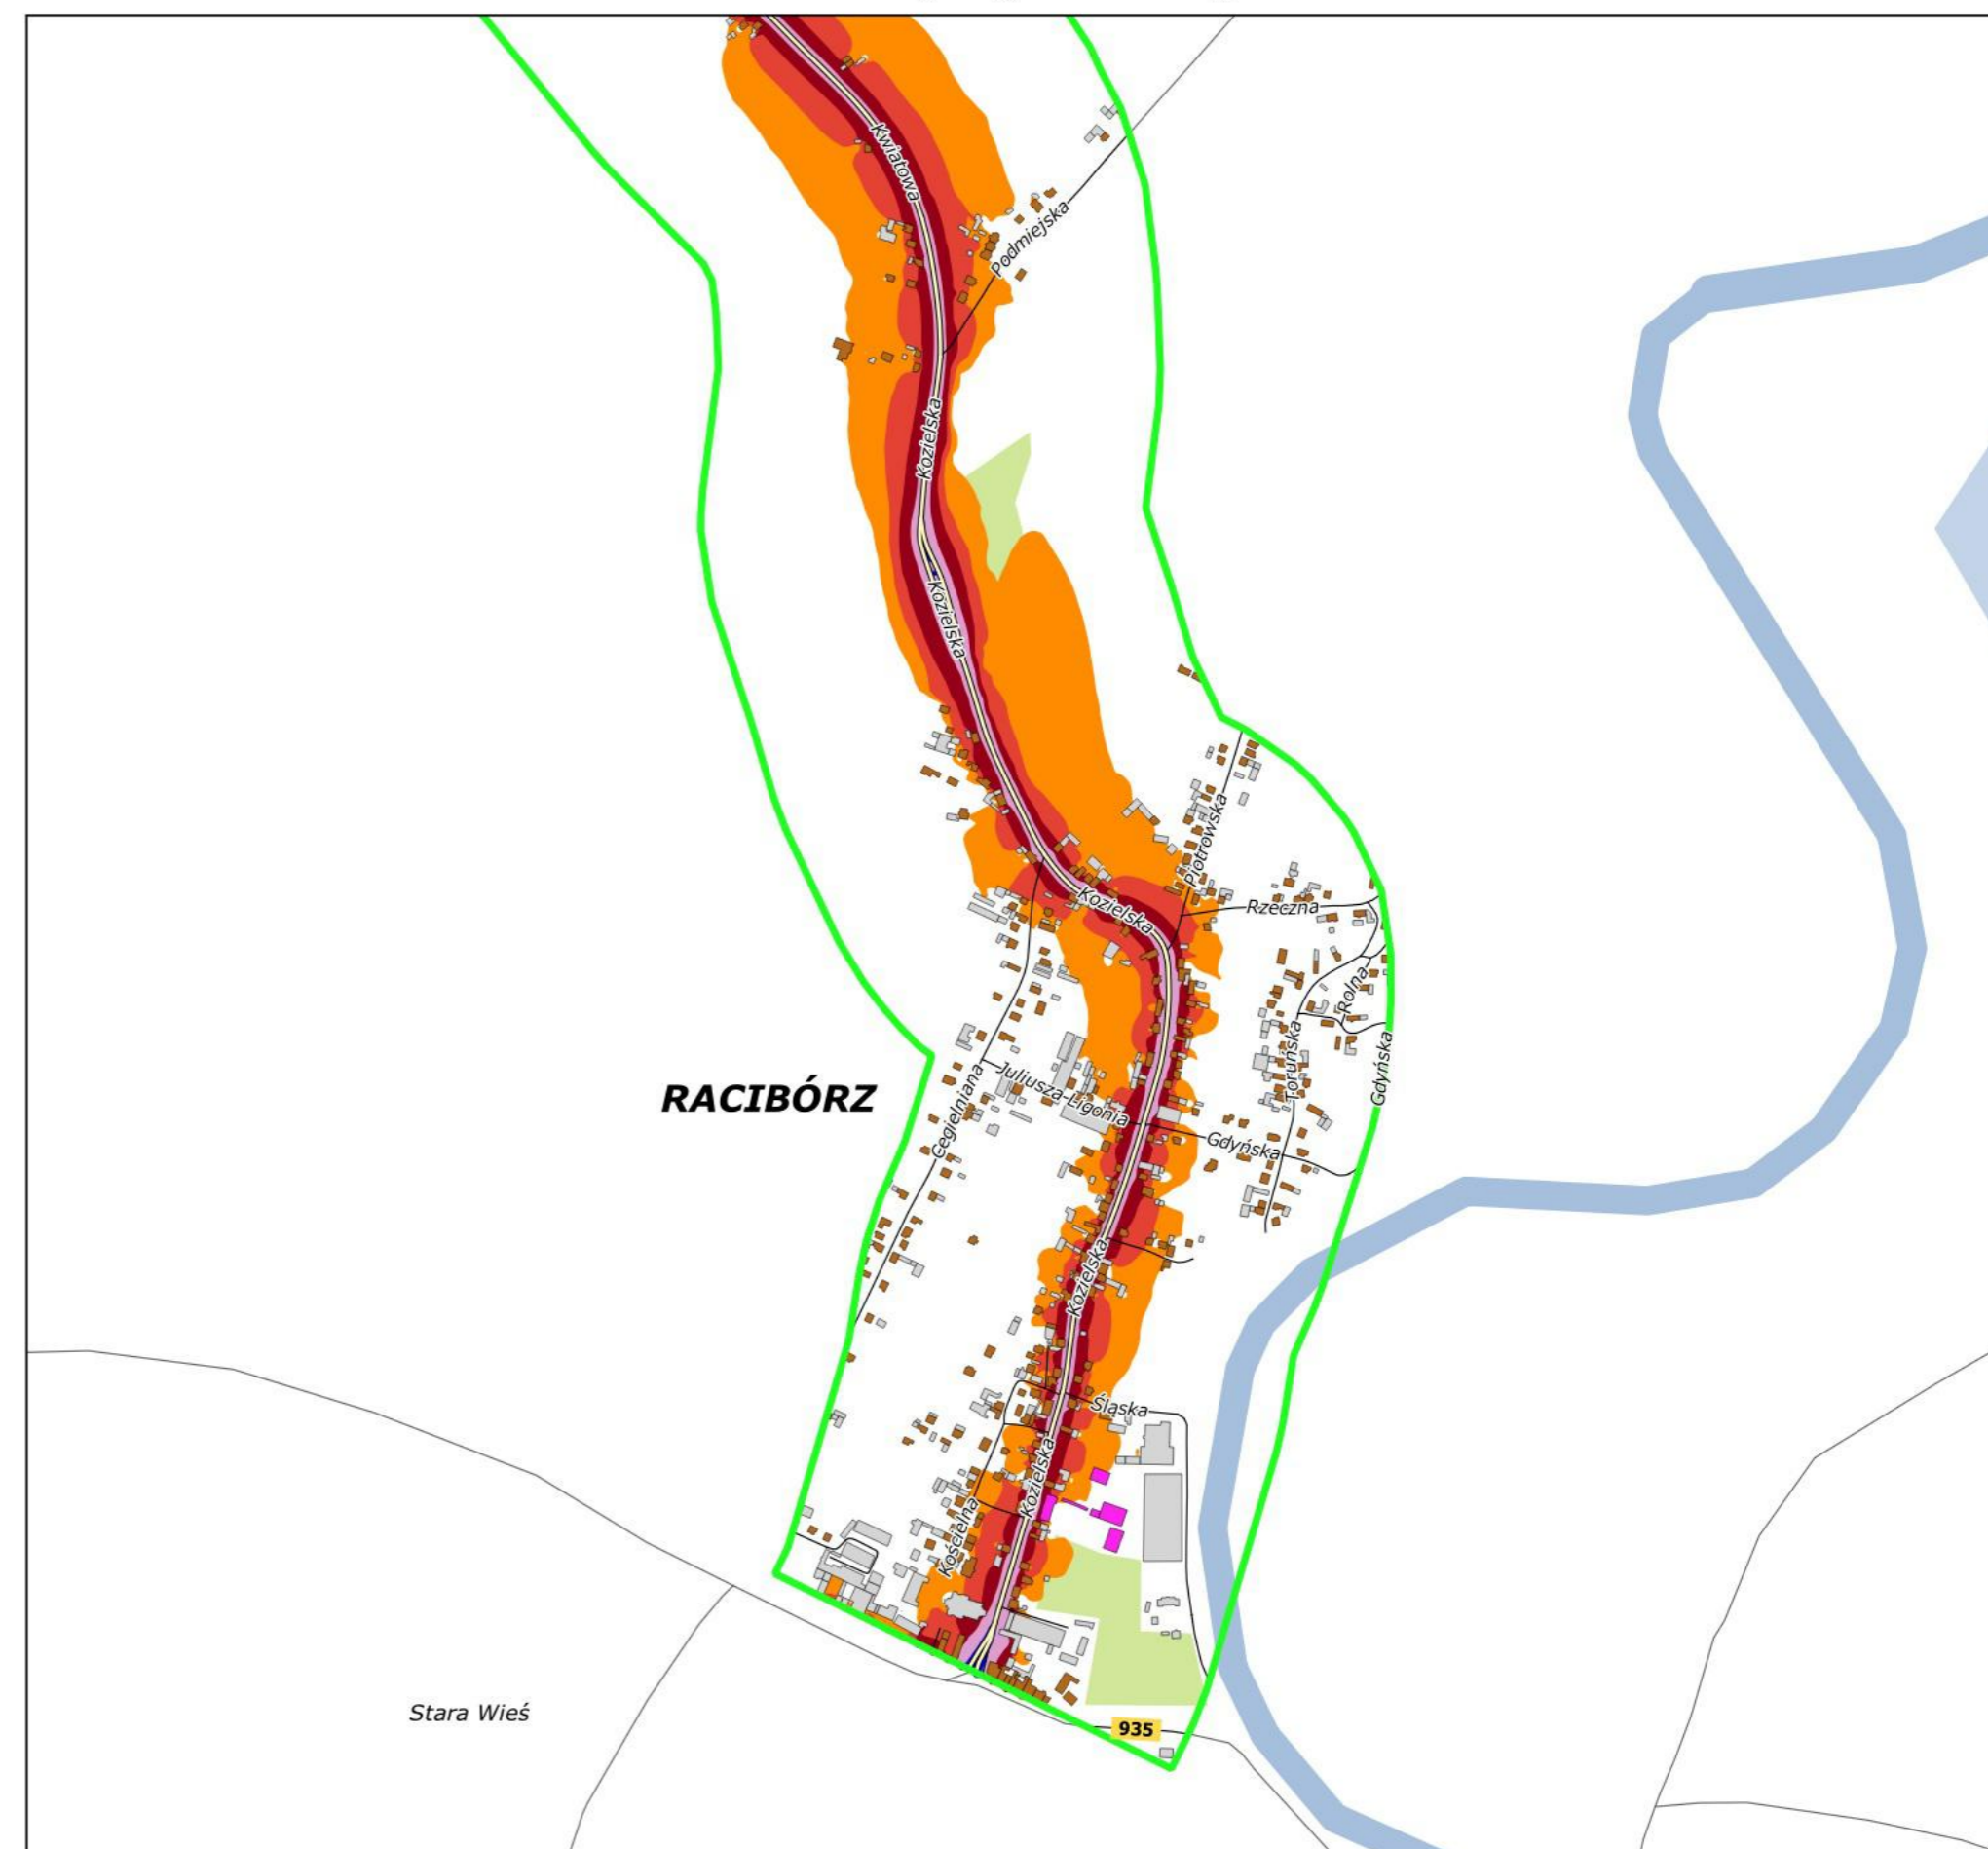 Kwiatowa
Podmiejska
Kozielska
Kozielska
Piotrowska
Kozielska
Rzeczna
Rolna
Toruńska
Gdyńska
Juliusza Ligonia
Cegielniana
RACIBÓRZ
Gdyńska
Kozielska
Śląska
Kozielska
Kościelna
Stara Wieś
935